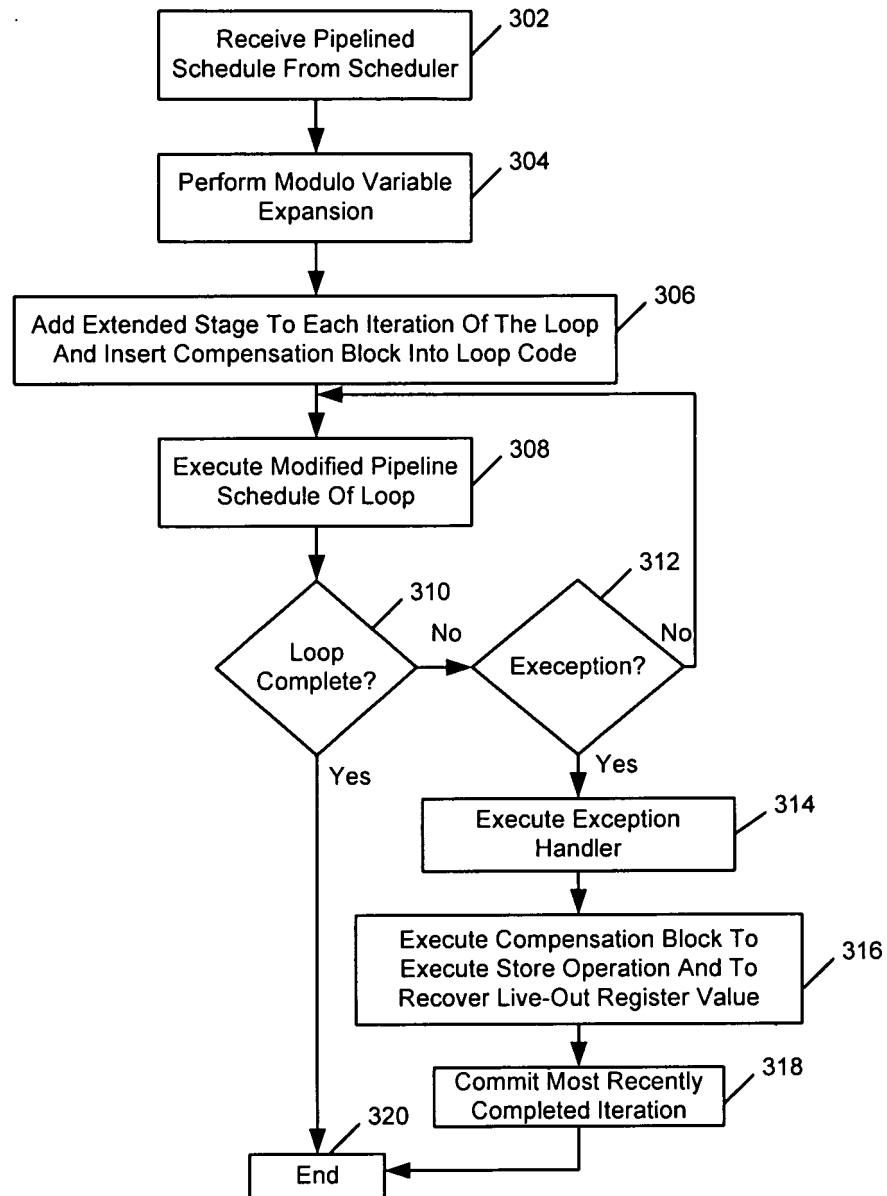 302
Receive Pipelined
Schedule From Scheduler
304
Perform Modulo Variable
Expansion
306
Add Extended Stage To Each Iteration Of The Loop
And Insert Compensation Block Into Loop Code
308
Execute Modified Pipeline
Schedule Of Loop
310
312
Loop
Complete?
No
Exeception?
No
Yes
Yes
314
Execute Exception
Handler
316
Execute Compensation Block To
Execute Store Operation And To
Recover Live-Out Register Value
318
Commit Most Recently
Completed Iteration
320
End